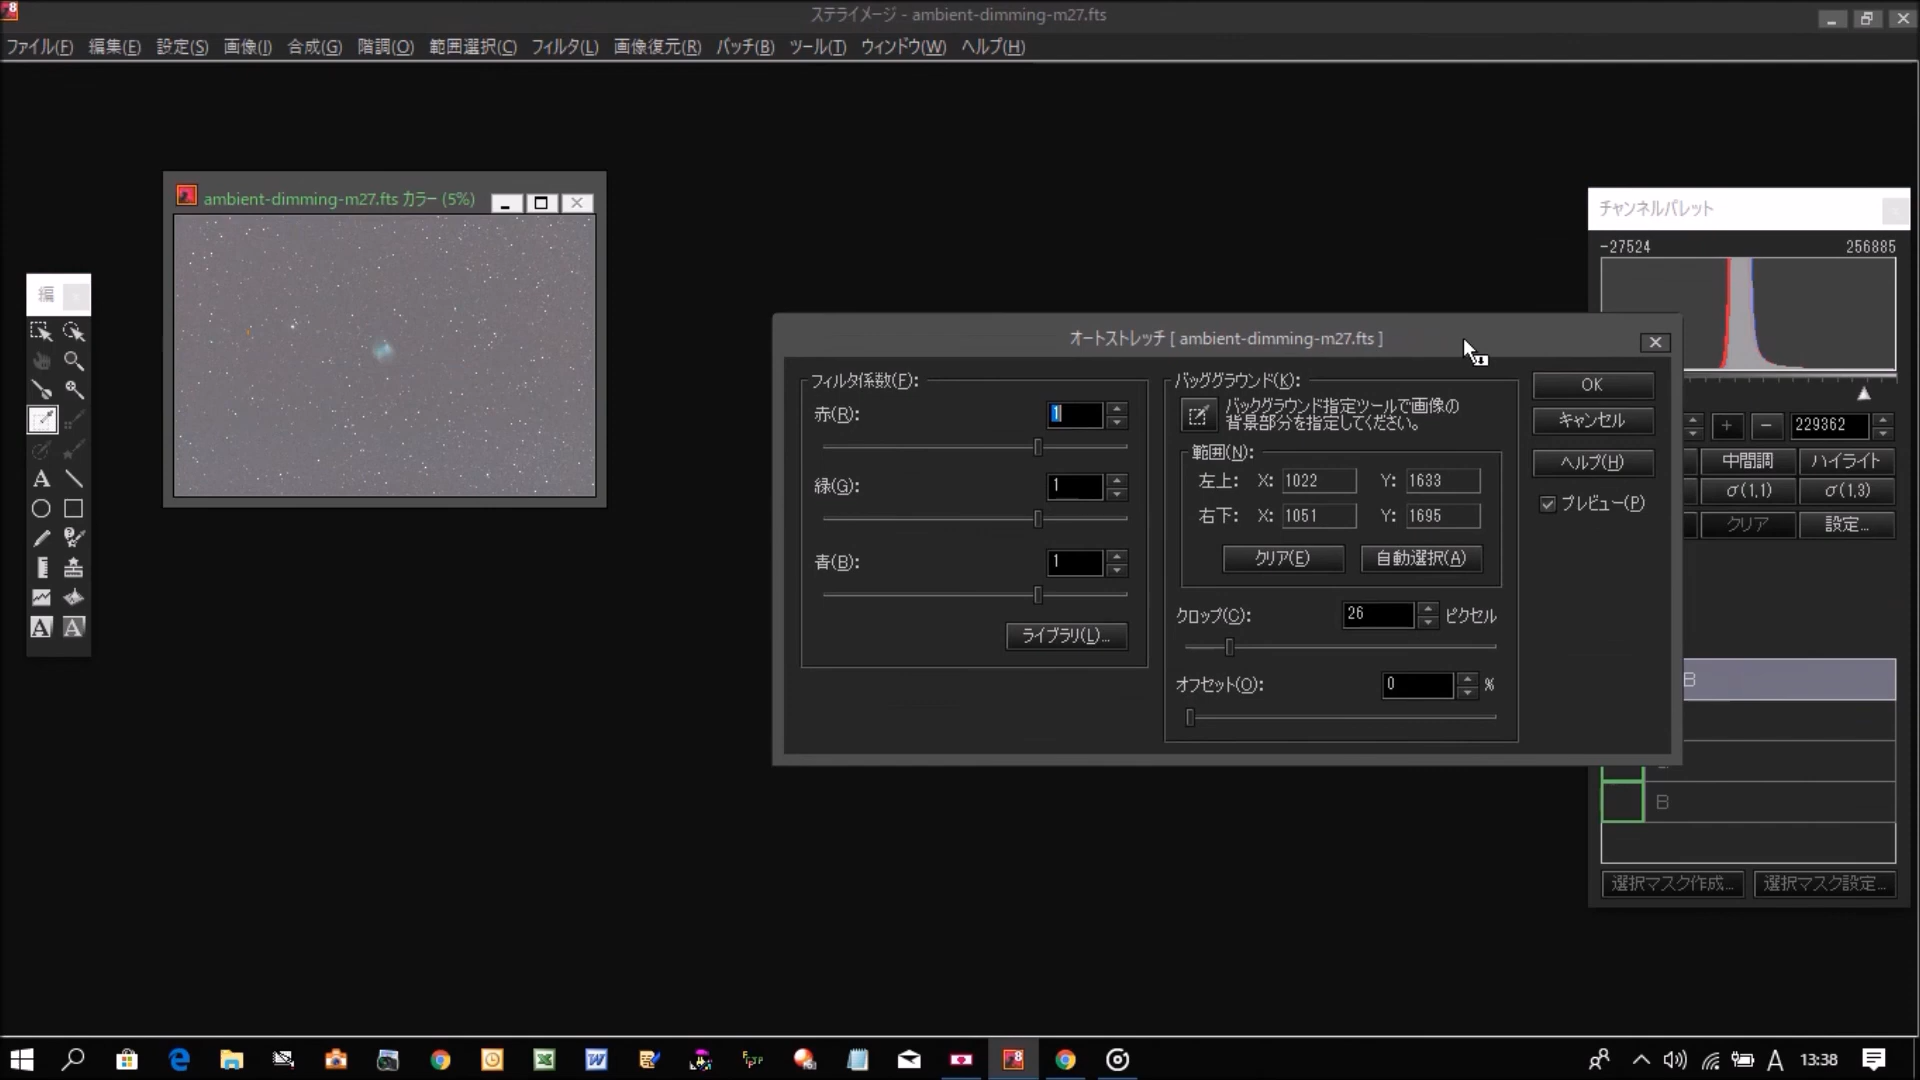 ステライメージ - ambient-dimming-m27.fts
ファイル(F) 編集(E) 設定(S) 画像(I) 合成(G) 階調(O) 範囲選択(C) フィルタ(L) 画像復元(R) バッチ(B) ツール(T) ウィンドウ(W) ヘルプ(H)
ambient-dimming-m27.fts カラー (5%)
編
チャンネルパレット
-27524 256885
オートストレッチ [ ambient-dimming-m27.fts ]
フィルタ係数(F):
赤(R): 1
緑(G): 1
青(B): 1
ライブラリ(L)...
バッググラウンド(K):
バックグラウンド指定ツールで画像の
背景部分を指定してください。
範囲(N):
左上: X: 1022 Y: 1633
右下: X: 1051 Y: 1695
クリア(E) 自動選択(A)
クロップ(C): 26 ピクセル
オフセット(O): 0 %
OK
キャンセル
ヘルプ(H)
プレビュー(P)
+ - 229362
中間調 ハイライト
σ(1,1) σ(1,3)
クリア 設定...
B
B
選択マスク作成... 選択マスク設定...
A
A A
8
FFTP
A 13:38